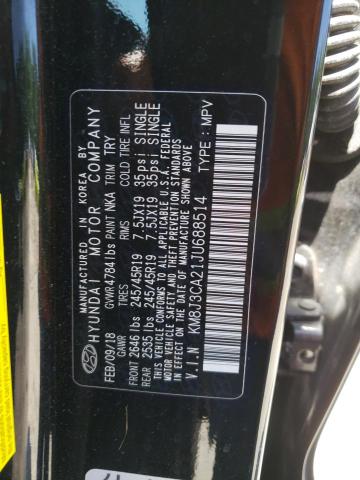 MANUFACTURED IN KOREA BY
HYUNDAI MOTOR COMPANY
FEB/09/18 GVWR 4784 lbs PAINT NKA TRIM TRY
GAWR TIRES RIMS COLD TIRE INFL
FRONT 2646 lbs 245/45R19 7.5JX19 35psi SINGLE
REAR 2535 lbs 245/45R19 7.5JX19 35psi SINGLE
THIS VEHICLE CONFORMS TO ALL APPLICABLE U.S.A. FEDERAL
MOTOR VEHICLE SAFETY AND THEFT PREVENTION STANDARDS
IN EFFECT ON THE DATE OF MANUFACTURE SHOWN ABOVE.
V.I.N : KM8J3CA21JU688514 TYPE : MPV